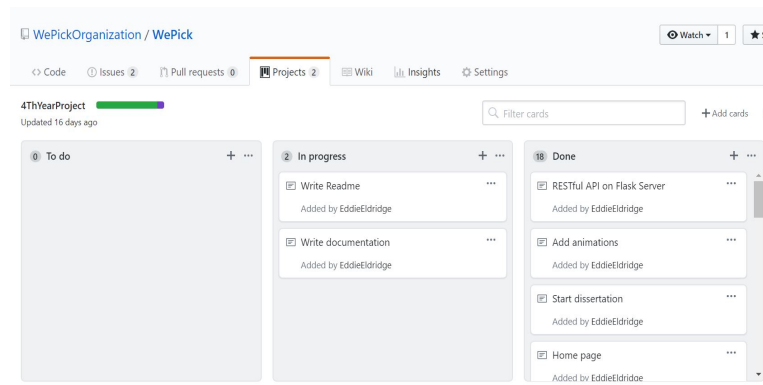 WePickOrganization / WePick
Watch 1
Code Issues 2 Pull requests 0 Projects 2 Wiki Insights Settings
4ThYearProject
Updated 16 days ago
Filter cards
Add cards
0 To do
2 In progress
Write Readme
Added by EddieEldridge
Write documentation
Added by EddieEldridge
18 Done
RESTful API on Flask Server
Added by EddieEldridge
Add animations
Added by EddieEldridge
Start dissertation
Added by EddieEldridge
Home page
Added by EddieEldridge